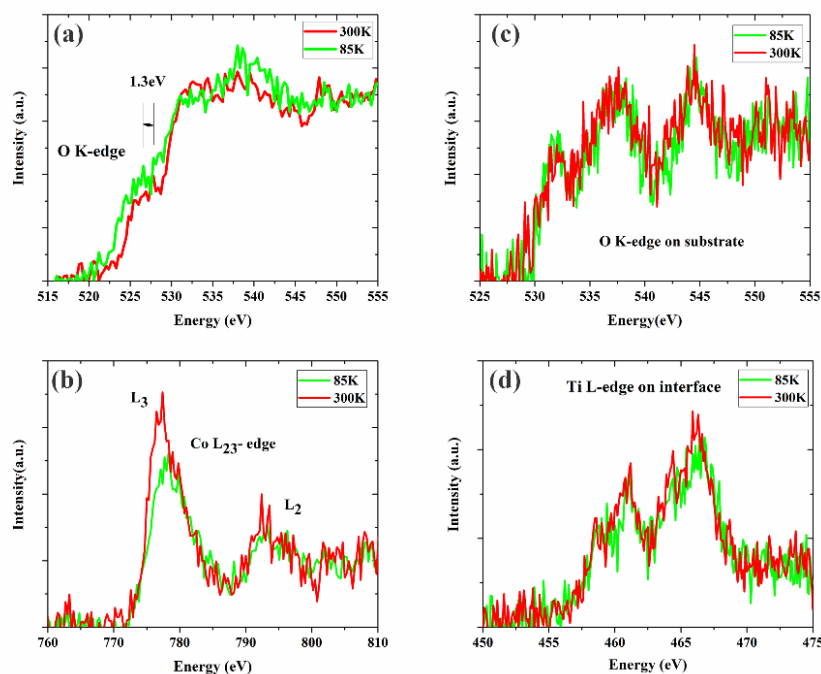 (a)
300K
85K
1.3eV
O K-edge
Intensity (a.u.)
515 520 525 530 535 540 545 550 555
Energy (eV)
(c)
85K
300K
O K-edge on substrate
Intensity (a.u.)
525 530 535 540 545 550 555
Energy(eV)
(b)
85K
300K
L3
Co L23- edge
L2
Intensity(a.u.)
760 770 780 790 800 810
Energy (eV)
(d)
Ti L-edge on interface
85K
300K
Intensity (a.u.)
450 455 460 465 470 475
Energy (eV)